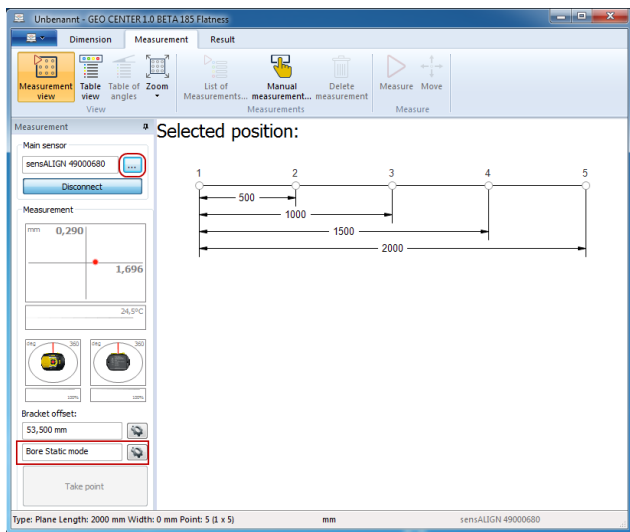 Unbenannt - GEO CENTER 1.0 BETA 185 Flatness
Dimension Measurement Result
Measurement view Table view Table of angles Zoom List of Measurements... Manual measurement... Delete measurement Measure Move
View Measurements Measure
Measurement
Main sensor
sensALIGN 49000680 ...
Disconnect
Measurement
mm 0,290
1,696
24,5°C
360 360
100% 100%
Bracket offset:
53,500 mm
Bore Static mode
Take point
Selected position:
1 2 3 4 5
500
1000
1500
2000
Type: Plane Length: 2000 mm Width: 0 mm Point: 5 (1 x 5) mm sensALIGN 49000680